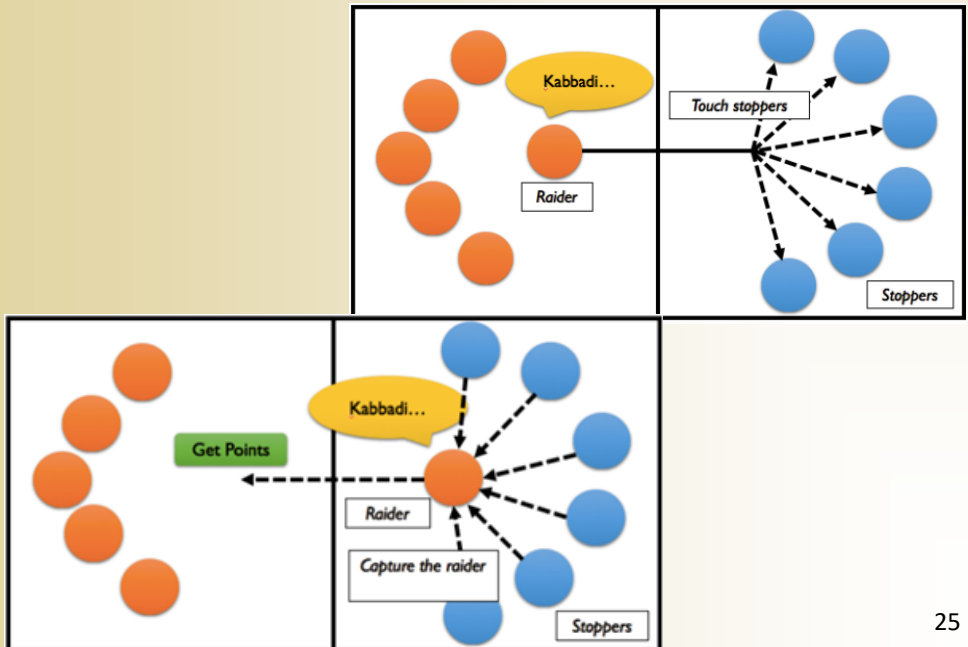 Kabbadi…
Touch stoppers
Raider
Stoppers
Kabbadi…
Get Points
Raider
Capture the raider
Stoppers
25